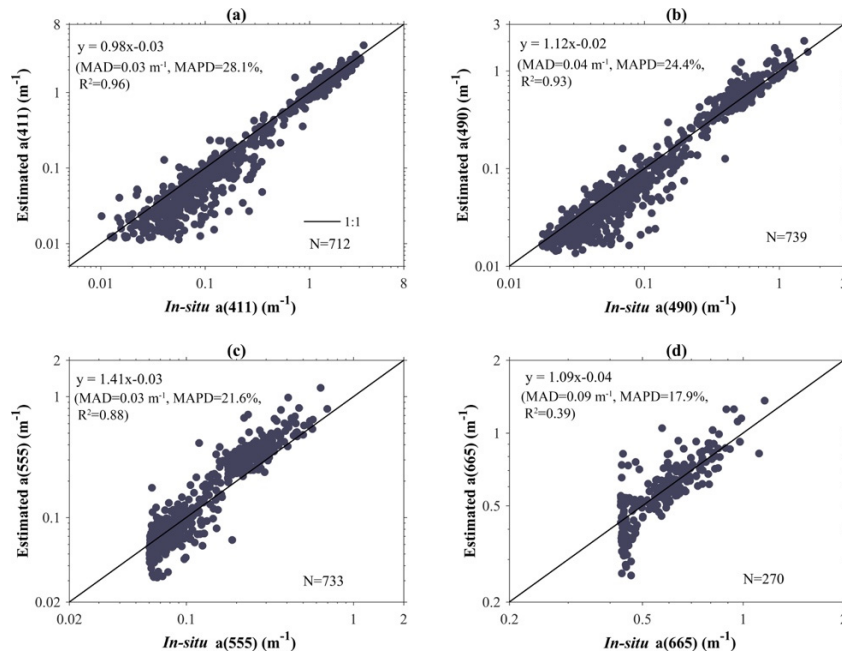 (a)
y = 0.98x-0.03
(MAD=0.03 m⁻¹, MAPD=28.1%,
R²=0.96)
Estimated a(411) (m⁻¹)
8
1
0.1
0.01
1:1
N=712
0.01 0.1 1 8
In-situ a(411) (m⁻¹)
(b)
y = 1.12x-0.02
(MAD=0.04 m⁻¹, MAPD=24.4%,
R²=0.93)
Estimated a(490) (m⁻¹)
3
1
0.1
0.01
N=739
0.01 0.1 1
In-situ a(490) (m⁻¹)
(c)
y = 1.41x-0.03
(MAD=0.03 m⁻¹, MAPD=21.6%,
R²=0.88)
Estimated a(555) (m⁻¹)
2
1
0.1
0.02
N=733
0.02 0.1 1 2
In-situ a(555) (m⁻¹)
(d)
y = 1.09x-0.04
(MAD=0.09 m⁻¹, MAPD=17.9%,
R²=0.39)
Estimated a(665) (m⁻¹)
2
1
0.5
0.2
N=270
0.2 0.5 1
In-situ a(665) (m⁻¹)